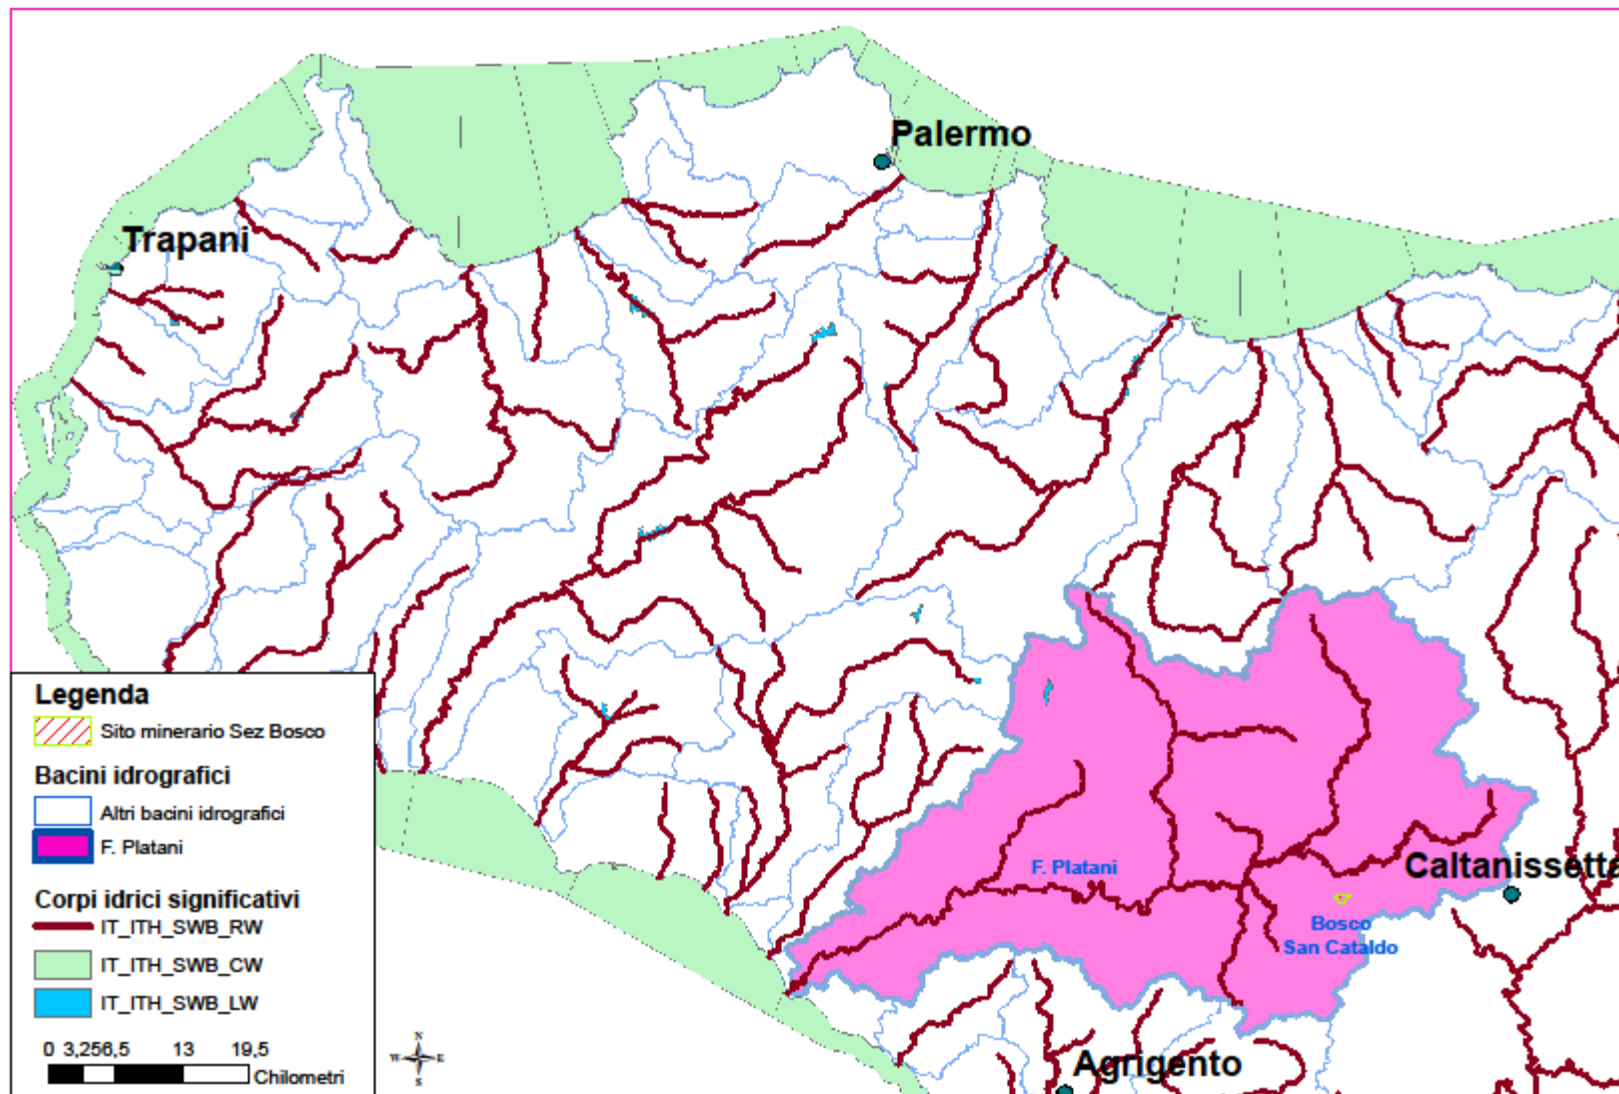 Palermo
Trapani
F. Platani
Caltanissetta
Bosco
San Cataldo
Agrigento
Legenda
Sito minerario Sez Bosco
Bacini idrografici
Altri bacini idrografici
F. Platani
Corpi idrici significativi
IT_ITH_SWB_RW
IT_ITH_SWB_CW
IT_ITH_SWB_LW
0 3,256,5 13 19,5
Chilometri
N
W E
S